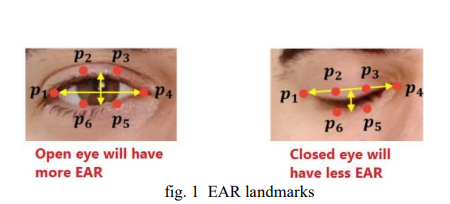 p2 p3
p1 p4
p6 p5
p2 p3
p1 p4
p6 p5
Open eye will have
more EAR
Closed eye will
have less EAR
fig. 1 EAR landmarks